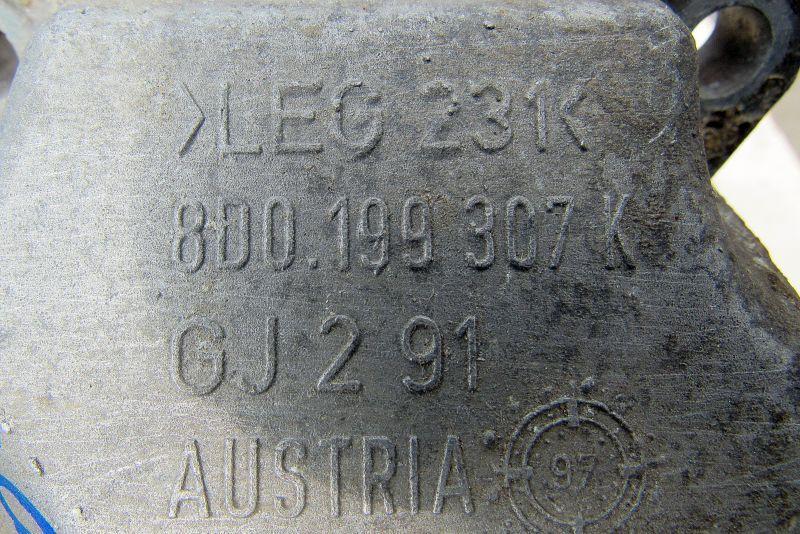 >LEG 231<
8D0.199 307 K
GJ 2 91
AUSTRIA 97